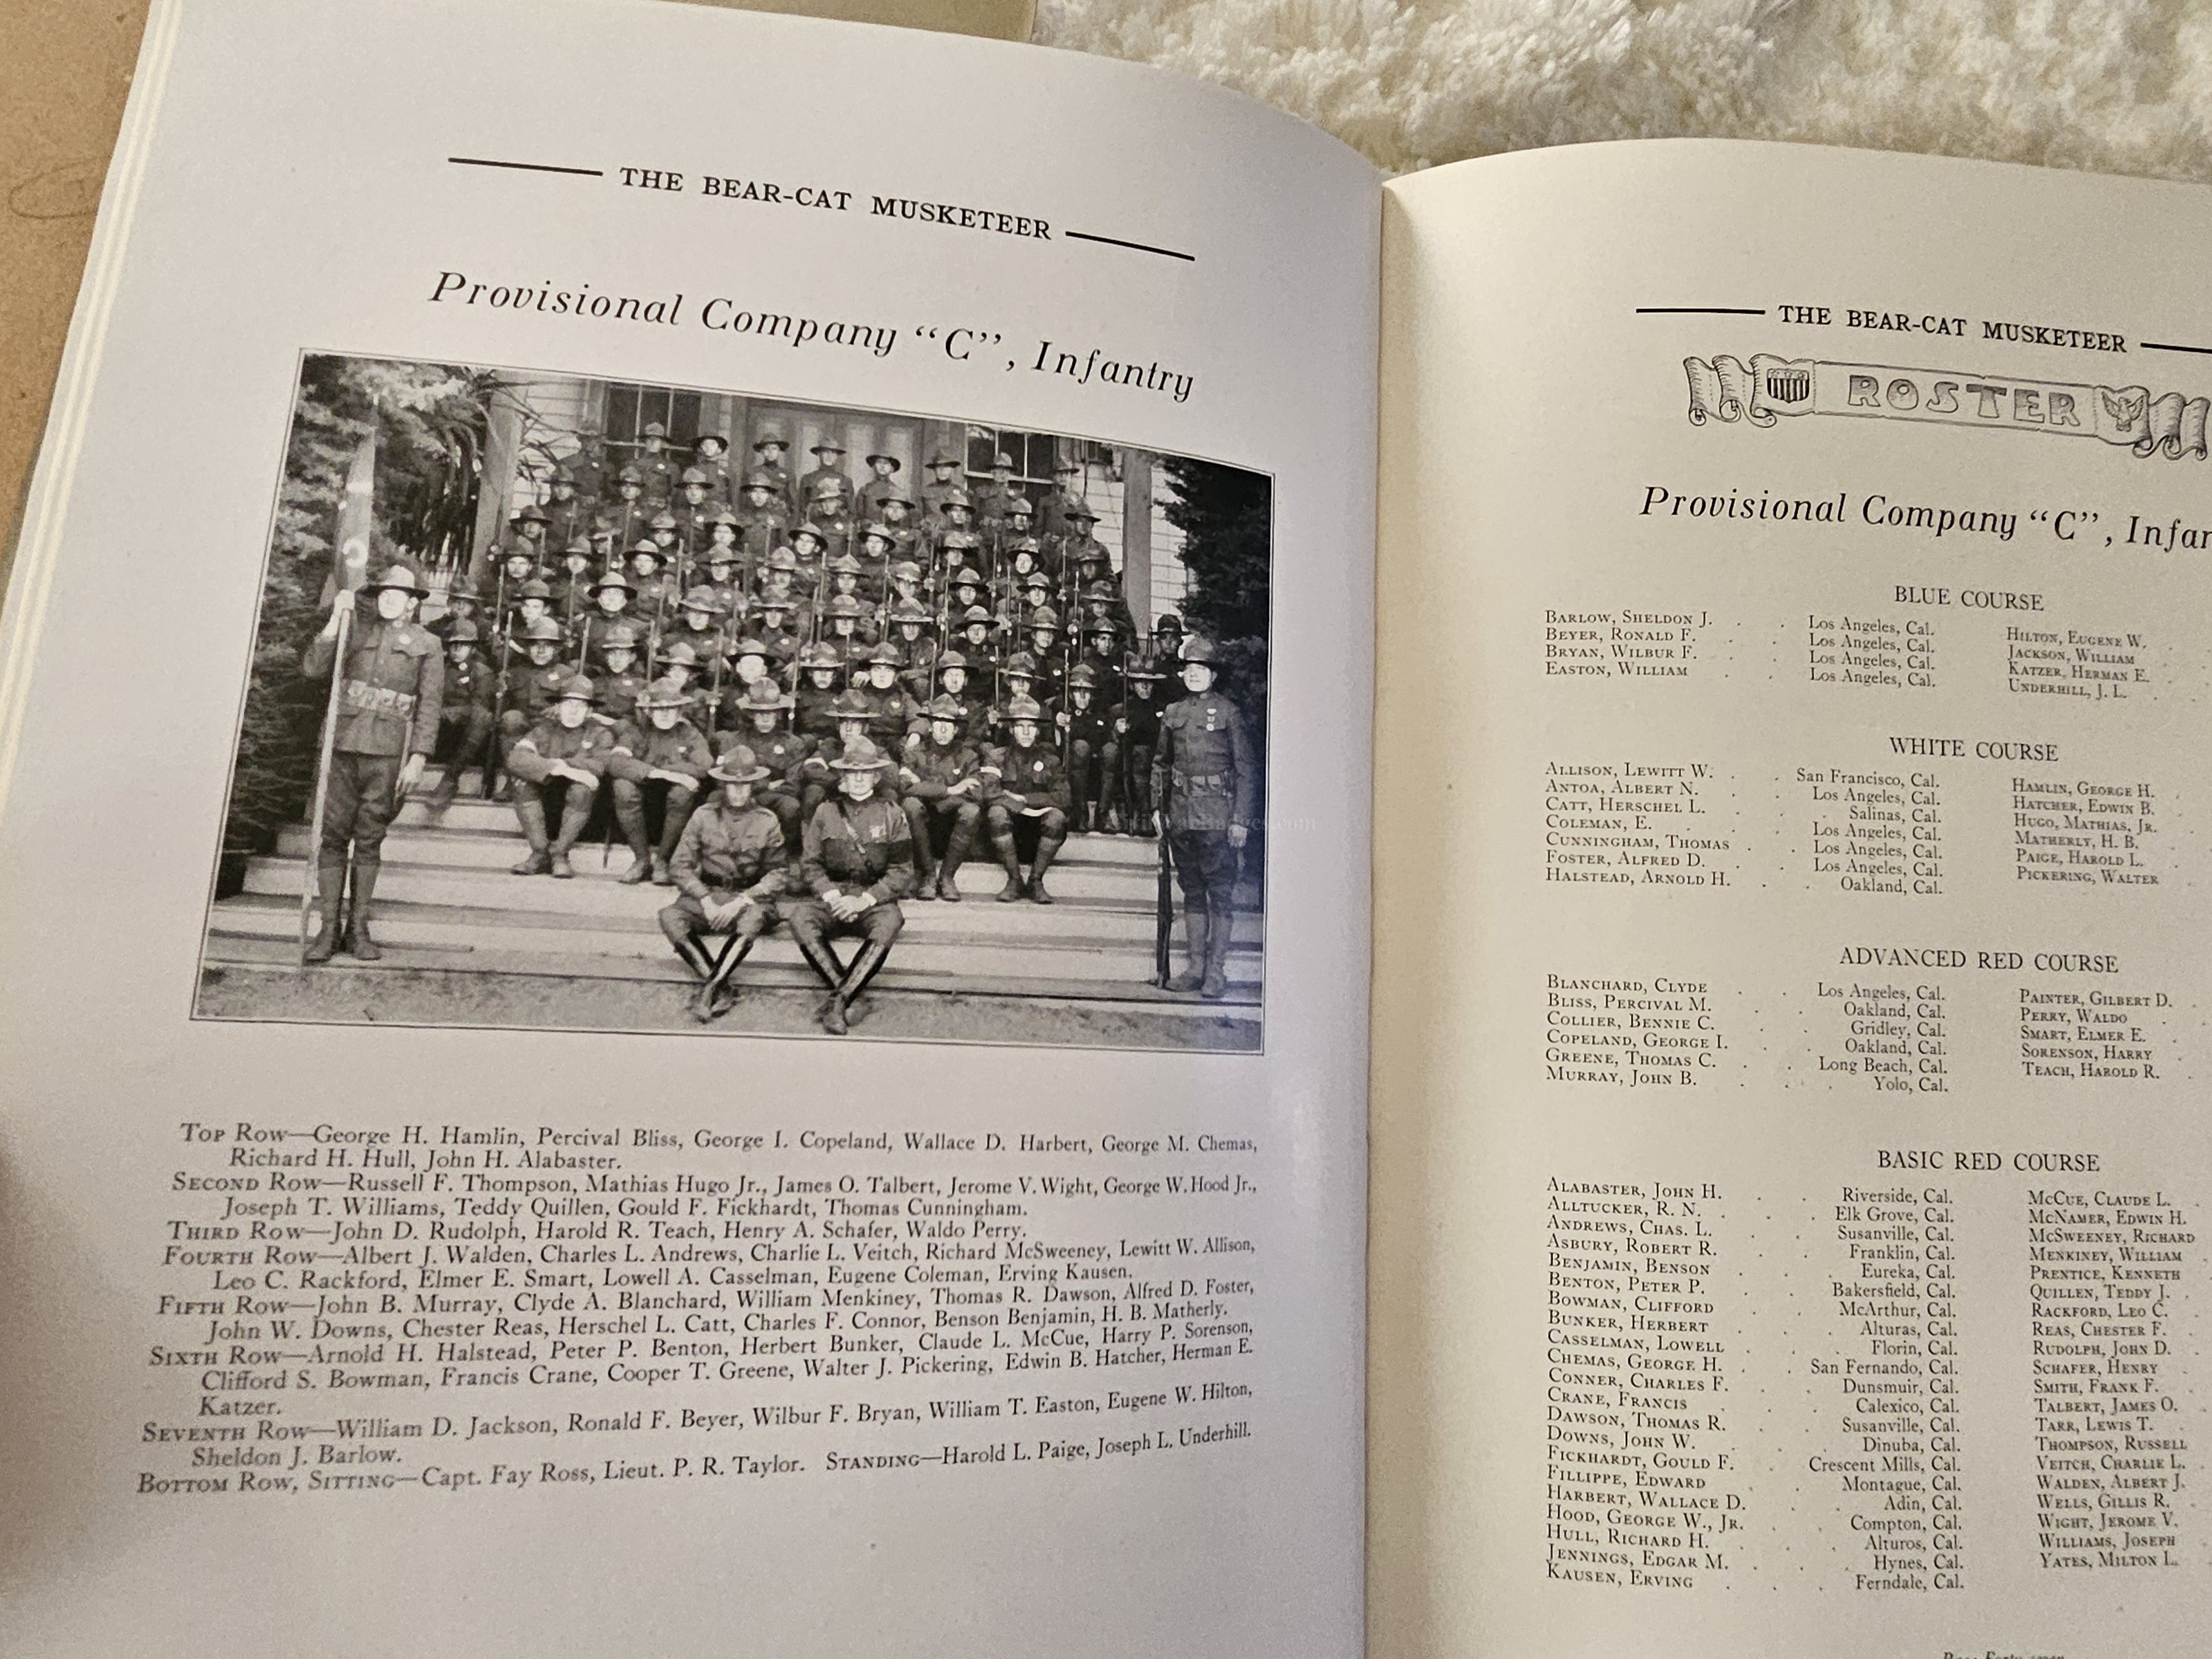 THE BEAR-CAT MUSKETEER
Provisional Company “C”, Infantry
TOP ROW—George H. Hamlin, Percival Bliss, George I. Copeland, Wallace D. Harbert, George M. Chemas,
Richard H. Hull, John H. Alabaster.
SECOND ROW—Russell F. Thompson, Mathias Hugo Jr., James O. Talbert, Jerome V. Wight, George W. Hood Jr.,
Joseph T. Williams, Teddy Quillen, Gould F. Fickhardt, Thomas Cunningham.
THIRD ROW—John D. Rudolph, Harold R. Teach, Henry A. Schafer, Waldo Perry.
FOURTH ROW—Albert J. Walden, Charles L. Andrews, Charlie L. Veitch, Richard McSweeney, Lewitt W. Allison,
Leo C. Rackford, Elmer E. Smart, Lowell A. Casselman, Eugene Coleman, Erving Kausen.
FIFTH ROW—John B. Murray, Clyde A. Blanchard, William Menkiney, Thomas R. Dawson, Alfred D. Foster,
John W. Downs, Chester Reas, Herschel L. Catt, Charles F. Connor, Benson Benjamin, H. B. Matherly.
SIXTH ROW—Arnold H. Halstead, Peter P. Benton, Herbert Bunker, Claude L. McCue, Harry P. Sorenson,
Clifford S. Bowman, Francis Crane, Cooper T. Greene, Walter J. Pickering, Edwin B. Hatcher, Herman E.
Katzer.
SEVENTH ROW—William D. Jackson, Ronald F. Beyer, Wilbur F. Bryan, William T. Easton, Eugene W. Hilton,
Sheldon J. Barlow.
BOTTOM ROW, SITTING—Capt. Fay Ross, Lieut. P. R. Taylor. STANDING—Harold L. Paige, Joseph L. Underhill.
THE BEAR-CAT MUSKETEER
ROSTER
Provisional Company “C”, Infan
BLUE COURSE
BARLOW, SHELDON J. . . Los Angeles, Cal. HILTON, EUGENE W.
BEYER, RONALD F. . . Los Angeles, Cal. JACKSON, WILLIAM
BRYAN, WILBUR F. . . Los Angeles, Cal. KATZER, HERMAN E.
EASTON, WILLIAM . . Los Angeles, Cal. UNDERHILL, J. L.
WHITE COURSE
ALLISON, LEWITT W. . . San Francisco, Cal. HAMLIN, GEORGE H.
ANTOA, ALBERT N. . . Los Angeles, Cal. HATCHER, EDWIN B.
CATT, HERSCHEL L. . . Salinas, Cal. HUGO, MATHIAS, JR.
COLEMAN, E. . . . Los Angeles, Cal. MATHERLY, H. B.
CUNNINGHAM, THOMAS . . Los Angeles, Cal. PAIGE, HAROLD L.
FOSTER, ALFRED D. . . Los Angeles, Cal. PICKERING, WALTER
HALSTEAD, ARNOLD H. . . Oakland, Cal.
ADVANCED RED COURSE
BLANCHARD, CLYDE . . Los Angeles, Cal. PAINTER, GILBERT D.
BLISS, PERCIVAL M. . . Oakland, Cal. PERRY, WALDO
COLLIER, BENNIE C. . . Gridley, Cal. SMART, ELMER E.
COPELAND, GEORGE I. . . Oakland, Cal. SORENSON, HARRY
GREENE, THOMAS C. . . Long Beach, Cal. TEACH, HAROLD R.
MURRAY, JOHN B. . . . Yolo, Cal.
BASIC RED COURSE
ALABASTER, JOHN H. . . Riverside, Cal. MCCUE, CLAUDE L.
ALLTUCKER, R. N. . . Elk Grove, Cal. MCNAMER, EDWIN H.
ANDREWS, CHAS. L. . . Susanville, Cal. MCSWEENEY, RICHARD
ASBURY, ROBERT R. . . Franklin, Cal. MENKINEY, WILLIAM
BENJAMIN, BENSON . . Eureka, Cal. PRENTICE, KENNETH
BENTON, PETER P. . . Bakersfield, Cal. QUILLEN, TEDDY J.
BOWMAN, CLIFFORD . . McArthur, Cal. RACKFORD, LEO C.
BUNKER, HERBERT . . Alturas, Cal. REAS, CHESTER F.
CASSELMAN, LOWELL . . Florin, Cal. RUDOLPH, JOHN D.
CHEMAS, GEORGE H. . . San Fernando, Cal. SCHAFER, HENRY
CONNER, CHARLES F. . . Dunsmuir, Cal. SMITH, FRANK F.
CRANE, FRANCIS . . Calexico, Cal. TALBERT, JAMES O.
DAWSON, THOMAS R. . . Susanville, Cal. TARR, LEWIS T.
DOWNS, JOHN W. . . Dinuba, Cal. THOMPSON, RUSSELL
FICKHARDT, GOULD F. . Crescent Mills, Cal. VEITCH, CHARLIE L.
FILLIPPE, EDWARD . . Montague, Cal. WALDEN, ALBERT J.
HARBERT, WALLACE D. . . Adin, Cal. WELLS, GILLIS R.
HOOD, GEORGE W., JR. . . Compton, Cal. WIGHT, JEROME V.
HULL, RICHARD H. . . Alturos, Cal. WILLIAMS, JOSEPH
JENNINGS, EDGAR M. . . Hynes, Cal. YATES, MILTON L.
KAUSEN, ERVING . . . Ferndale, Cal.